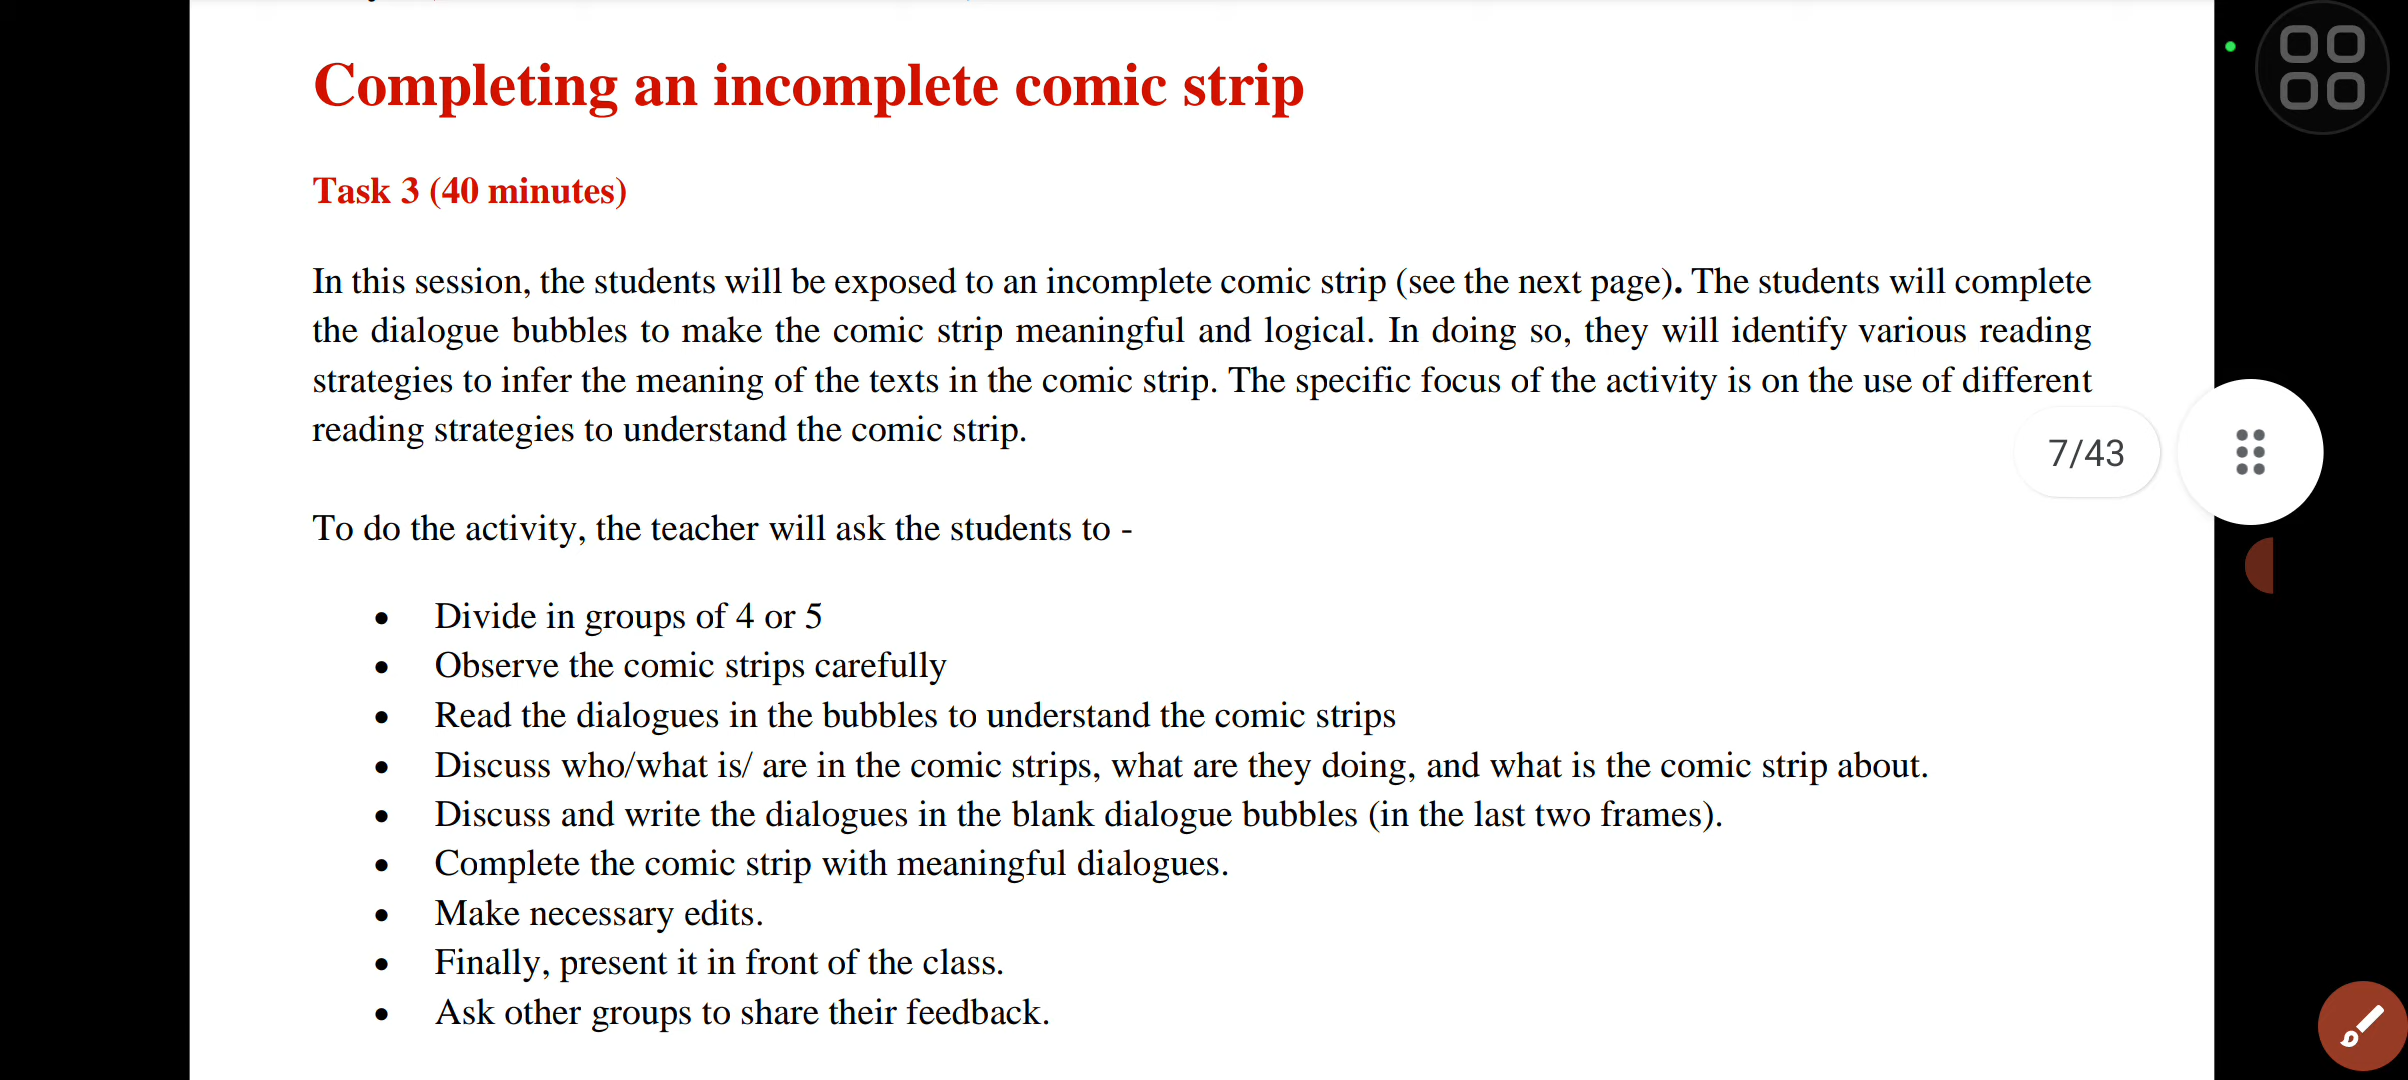 Completing an incomplete comic strip
Task 3 (40 minutes)
In this session, the students will be exposed to an incomplete comic strip (see the next page). The students will complete
the dialogue bubbles to make the comic strip meaningful and logical. In doing so, they will identify various reading
strategies to infer the meaning of the texts in the comic strip. The specific focus of the activity is on the use of different
reading strategies to understand the comic strip.
7/43
To do the activity, the teacher will ask the students to -
• Divide in groups of 4 or 5
• Observe the comic strips carefully
• Read the dialogues in the bubbles to understand the comic strips
• Discuss who/what is/ are in the comic strips, what are they doing, and what is the comic strip about.
• Discuss and write the dialogues in the blank dialogue bubbles (in the last two frames).
• Complete the comic strip with meaningful dialogues.
• Make necessary edits.
• Finally, present it in front of the class.
• Ask other groups to share their feedback.